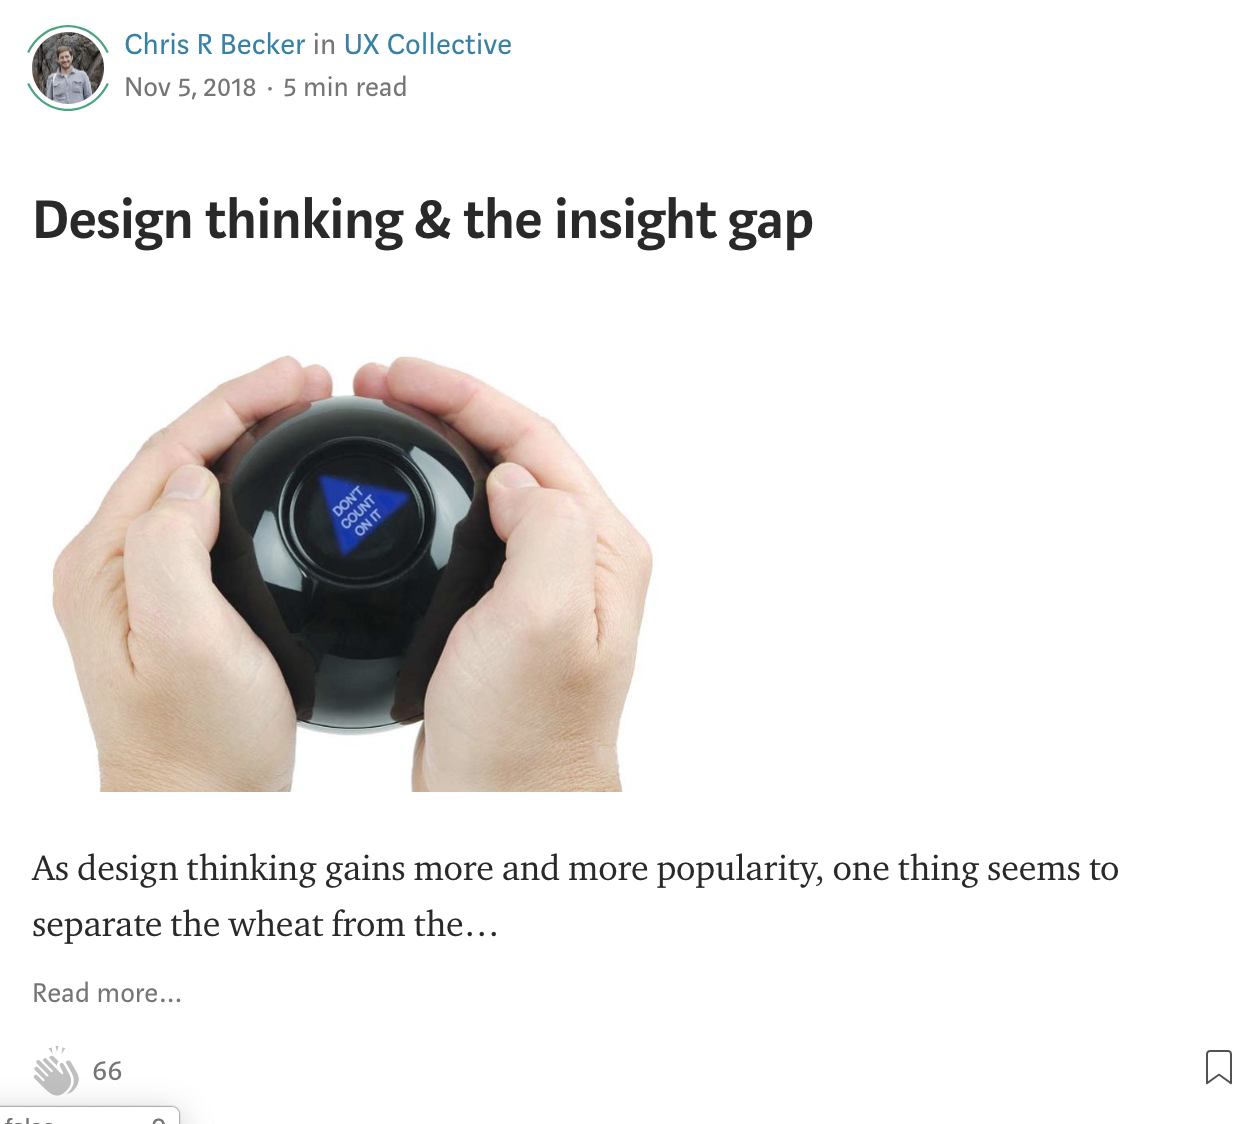 Chris R Becker in UX Collective
Nov 5, 2018 · 5 min read
Design thinking & the insight gap
DON'T
COUNT
ON IT
As design thinking gains more and more popularity, one thing seems to
separate the wheat from the…
Read more…
66